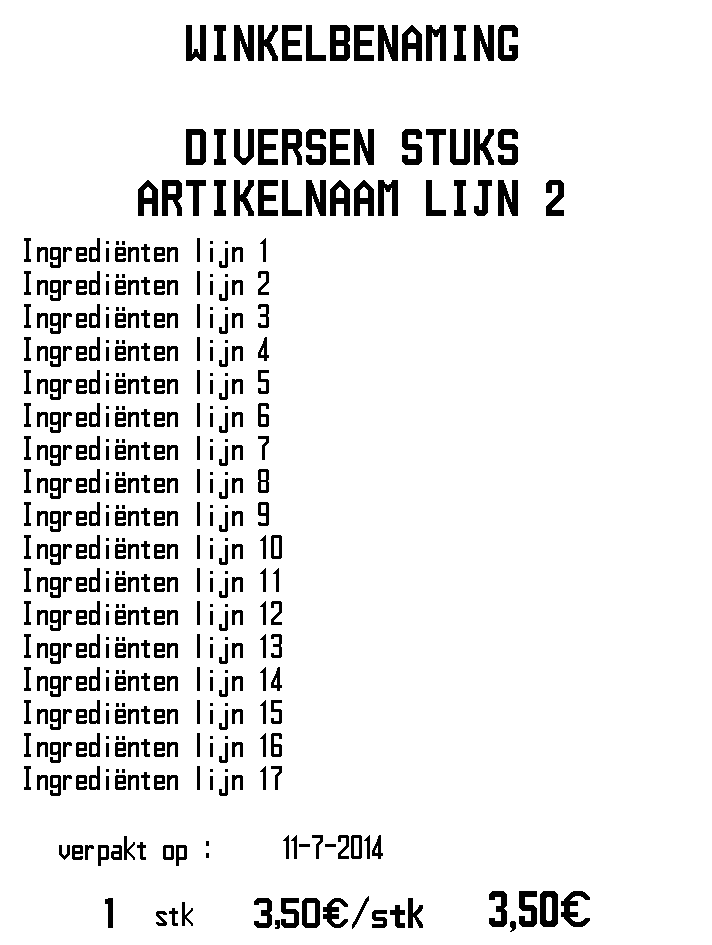 WINKELBENAMING
DIVERSEN STUKS
ARTIKELNAAM LIJN 2
Ingrediënten lijn 1
Ingrediënten lijn 2
Ingrediënten lijn 3
Ingrediënten lijn 4
Ingrediënten lijn 5
Ingrediënten lijn 6
Ingrediënten lijn 7
Ingrediënten lijn 8
Ingrediënten lijn 9
Ingrediënten lijn 10
Ingrediënten lijn 11
Ingrediënten lijn 12
Ingrediënten lijn 13
Ingrediënten lijn 14
Ingrediënten lijn 15
Ingrediënten lijn 16
Ingrediënten lijn 17
verpakt op : 11-7-2014
1 stk 3,50€/stk 3,50€